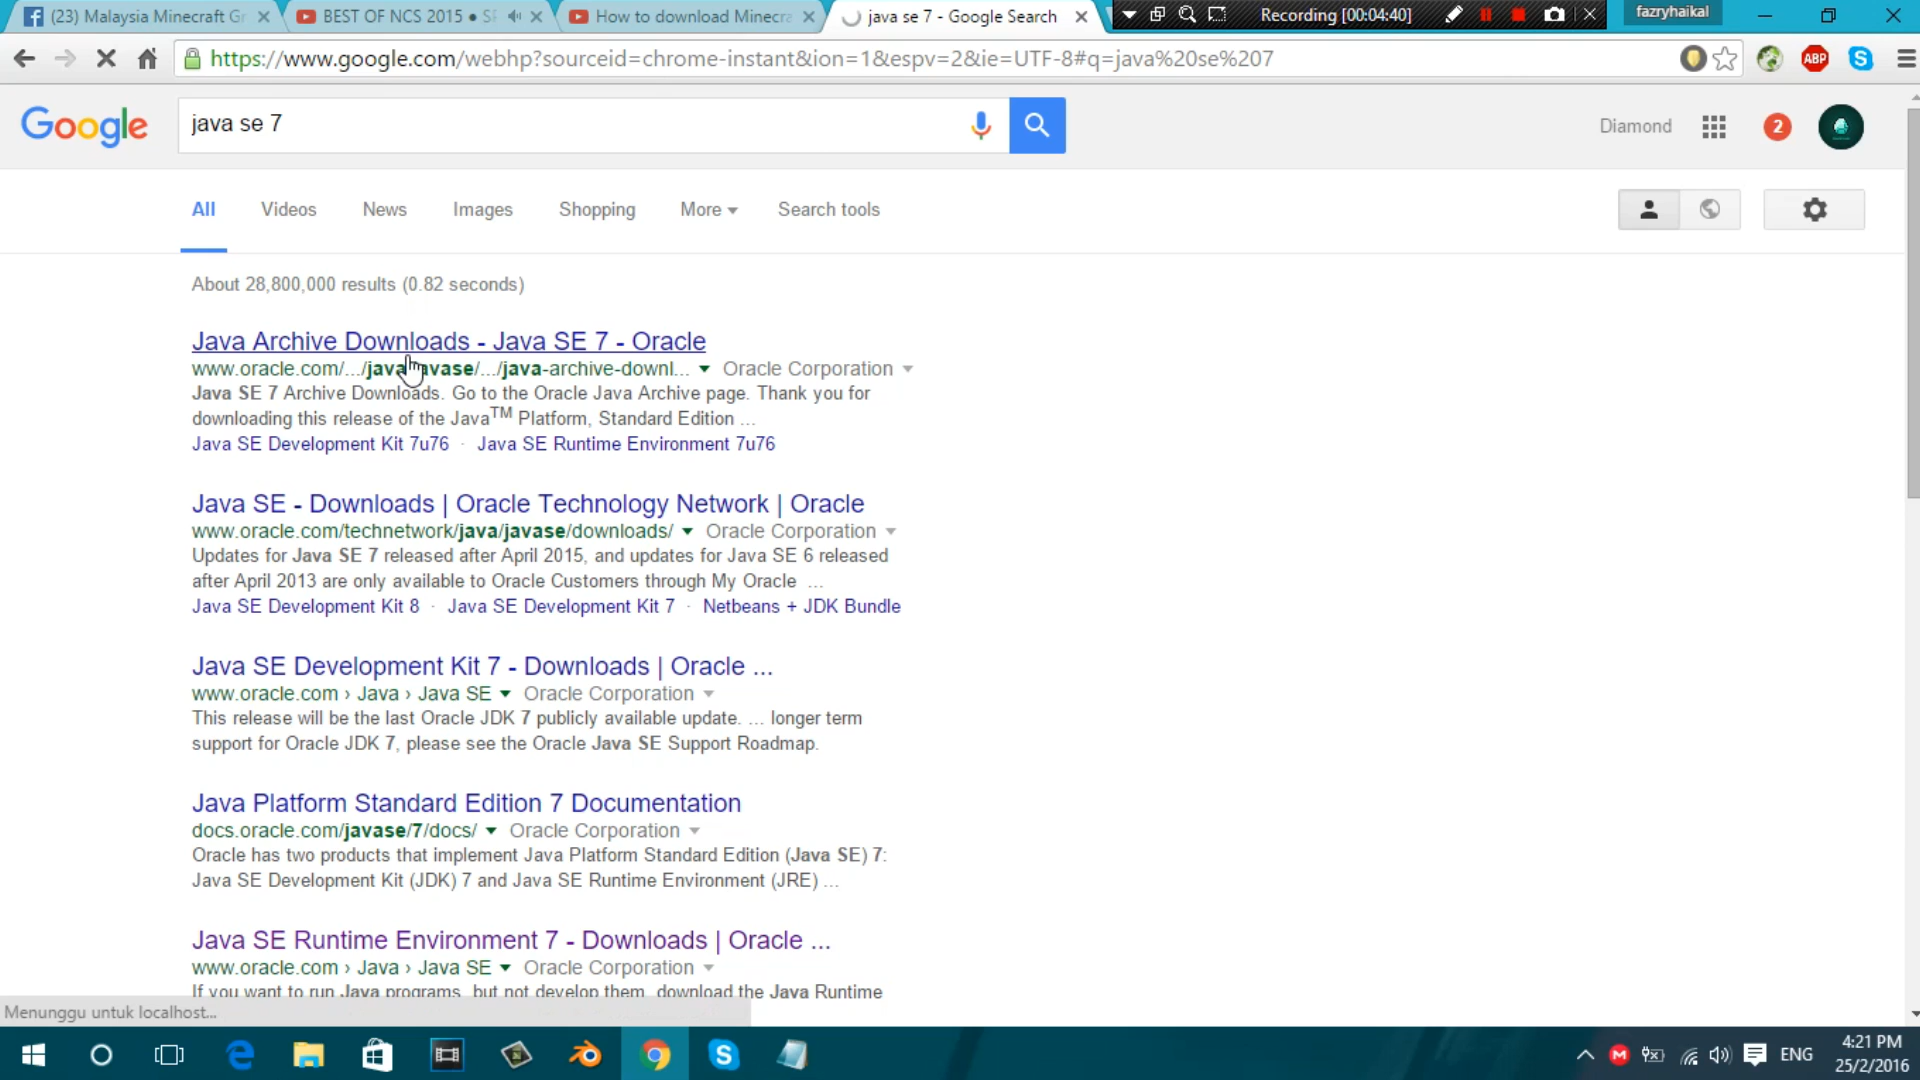 (23) Malaysia Minecraft Gr
BEST OF NCS 2015 ● SF
How to download Minecra
java se 7 - Google Search
Recording [00:04:40]
fazryhaikal
https://www.google.com/webhp?sourceid=chrome-instant&ion=1&espv=2&ie=UTF-8#q=java%20se%207
ABP
Google
java se 7
Diamond
2
All
Videos
News
Images
Shopping
More
Search tools
About 28,800,000 results (0.82 seconds)
Java Archive Downloads - Java SE 7 - Oracle
www.oracle.com/.../java/javase/.../java-archive-downl... Oracle Corporation
Java SE 7 Archive Downloads. Go to the Oracle Java Archive page. Thank you for
downloading this release of the Java™ Platform, Standard Edition ...
Java SE Development Kit 7u76 · Java SE Runtime Environment 7u76
Java SE - Downloads | Oracle Technology Network | Oracle
www.oracle.com/technetwork/java/javase/downloads/ Oracle Corporation
Updates for Java SE 7 released after April 2015, and updates for Java SE 6 released
after April 2013 are only available to Oracle Customers through My Oracle ...
Java SE Development Kit 8 · Java SE Development Kit 7 · Netbeans + JDK Bundle
Java SE Development Kit 7 - Downloads | Oracle ...
www.oracle.com › Java › Java SE Oracle Corporation
This release will be the last Oracle JDK 7 publicly available update. ... longer term
support for Oracle JDK 7, please see the Oracle Java SE Support Roadmap.
Java Platform Standard Edition 7 Documentation
docs.oracle.com/javase/7/docs/ Oracle Corporation
Oracle has two products that implement Java Platform Standard Edition (Java SE) 7:
Java SE Development Kit (JDK) 7 and Java SE Runtime Environment (JRE) ...
Java SE Runtime Environment 7 - Downloads | Oracle ...
www.oracle.com › Java › Java SE Oracle Corporation
If you want to run Java programs, but not develop them, download the Java Runtime
Menunggu untuk localhost...
ENG
4:21 PM
25/2/2016